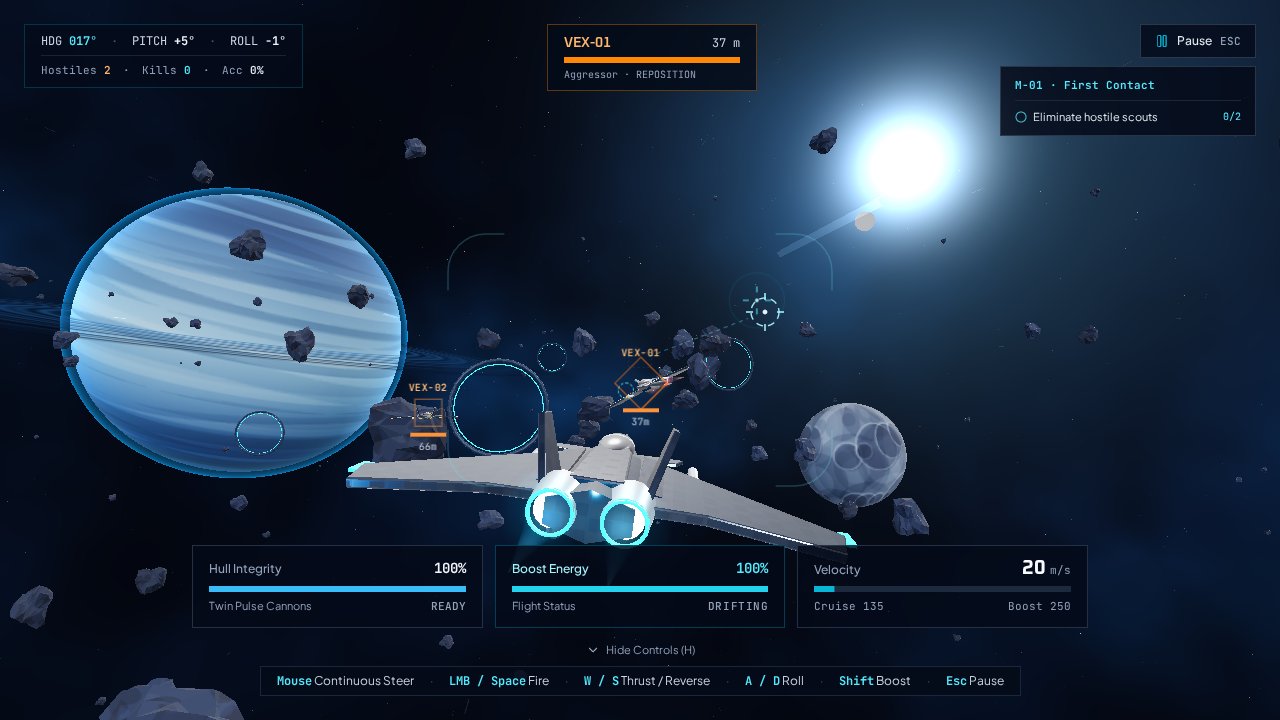 HDG 017° · PITCH +5° · ROLL -1°
Hostiles 2 · Kills 0 · Acc 0%
VEX-01 37 m
Aggressor · REPOSITION
Pause ESC
M-01 · First Contact
Eliminate hostile scouts 0/2
VEX-01
37m
VEX-02
66m
Hull Integrity 100%
Twin Pulse Cannons READY
Boost Energy 100%
Flight Status DRIFTING
Velocity 20 m/s
Cruise 135 Boost 250
Hide Controls (H)
Mouse Continuous Steer · LMB / Space Fire · W / S Thrust / Reverse · A / D Roll · Shift Boost · Esc Pause